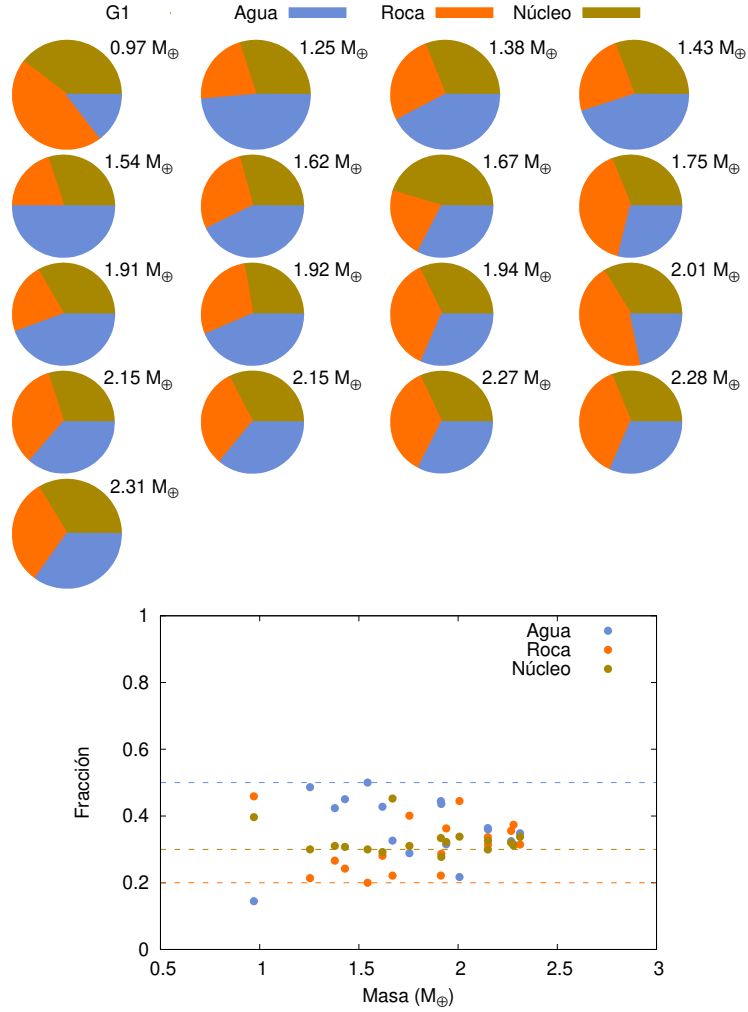 G1 Agua Roca Núcleo
0.97 M⊕ 1.25 M⊕ 1.38 M⊕ 1.43 M⊕
1.54 M⊕ 1.62 M⊕ 1.67 M⊕ 1.75 M⊕
1.91 M⊕ 1.92 M⊕ 1.94 M⊕ 2.01 M⊕
2.15 M⊕ 2.15 M⊕ 2.27 M⊕ 2.28 M⊕
2.31 M⊕
1
Agua
Roca
Núcleo
0.8
0.6
Fracción
0.4
0.2
0
0.5 1 1.5 2 2.5 3
Masa (M⊕)